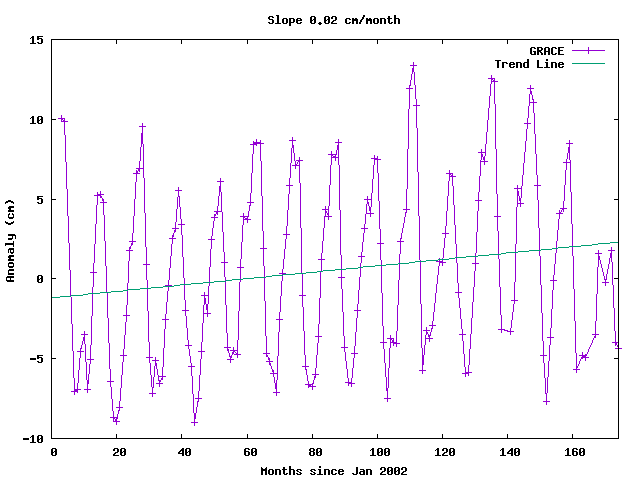 Slope 0.02 cm/month
GRACE
Trend Line
Anomaly (cm)
15
10
5
0
-5
-10
0 20 40 60 80 100 120 140 160
Months since Jan 2002